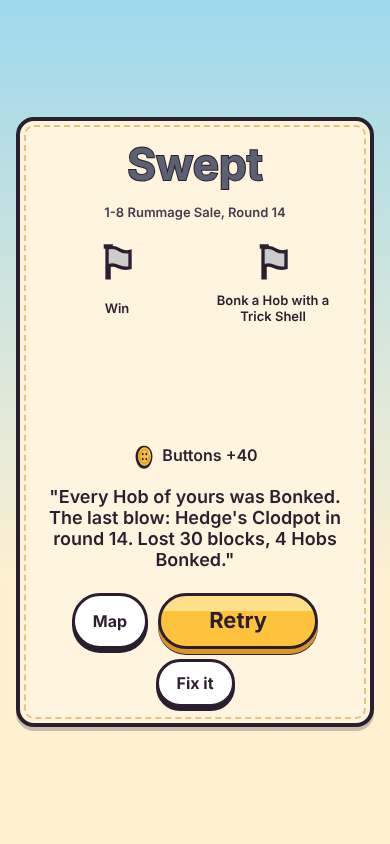 Swept
1-8 Rummage Sale, Round 14
Win
Bonk a Hob with a
Trick Shell
Buttons +40
"Every Hob of yours was Bonked.
The last blow: Hedge's Clodpot in
round 14. Lost 30 blocks, 4 Hobs
Bonked."
Map
Retry
Fix it